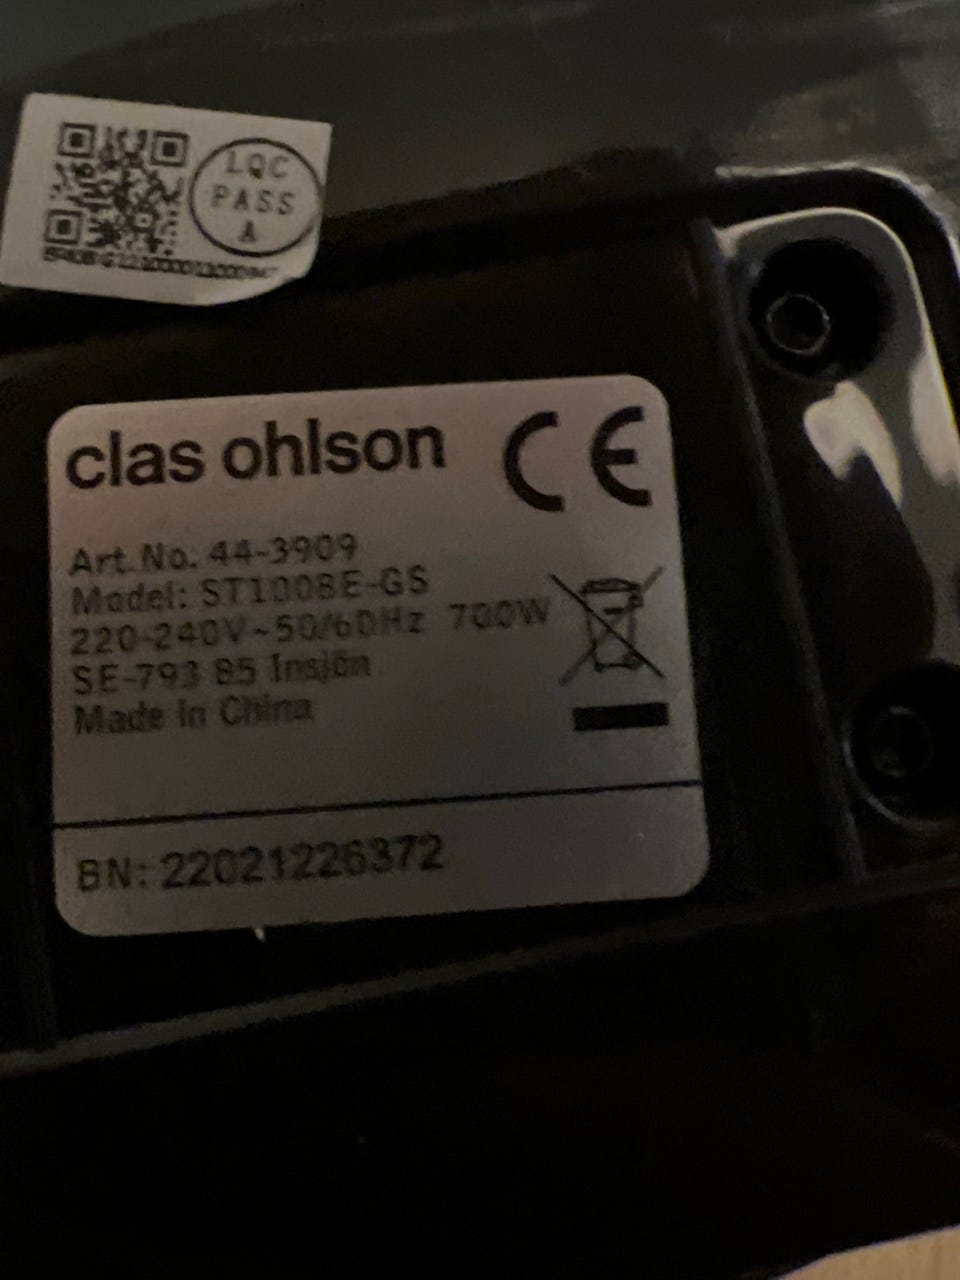 LQC
PASS
A
clas ohlson CE
Art. No. 44-3909
Model: ST1008E-GS
220-240V~50/60Hz 700W
SE-793 85 Insjön
Made in China
BN: 22021226372